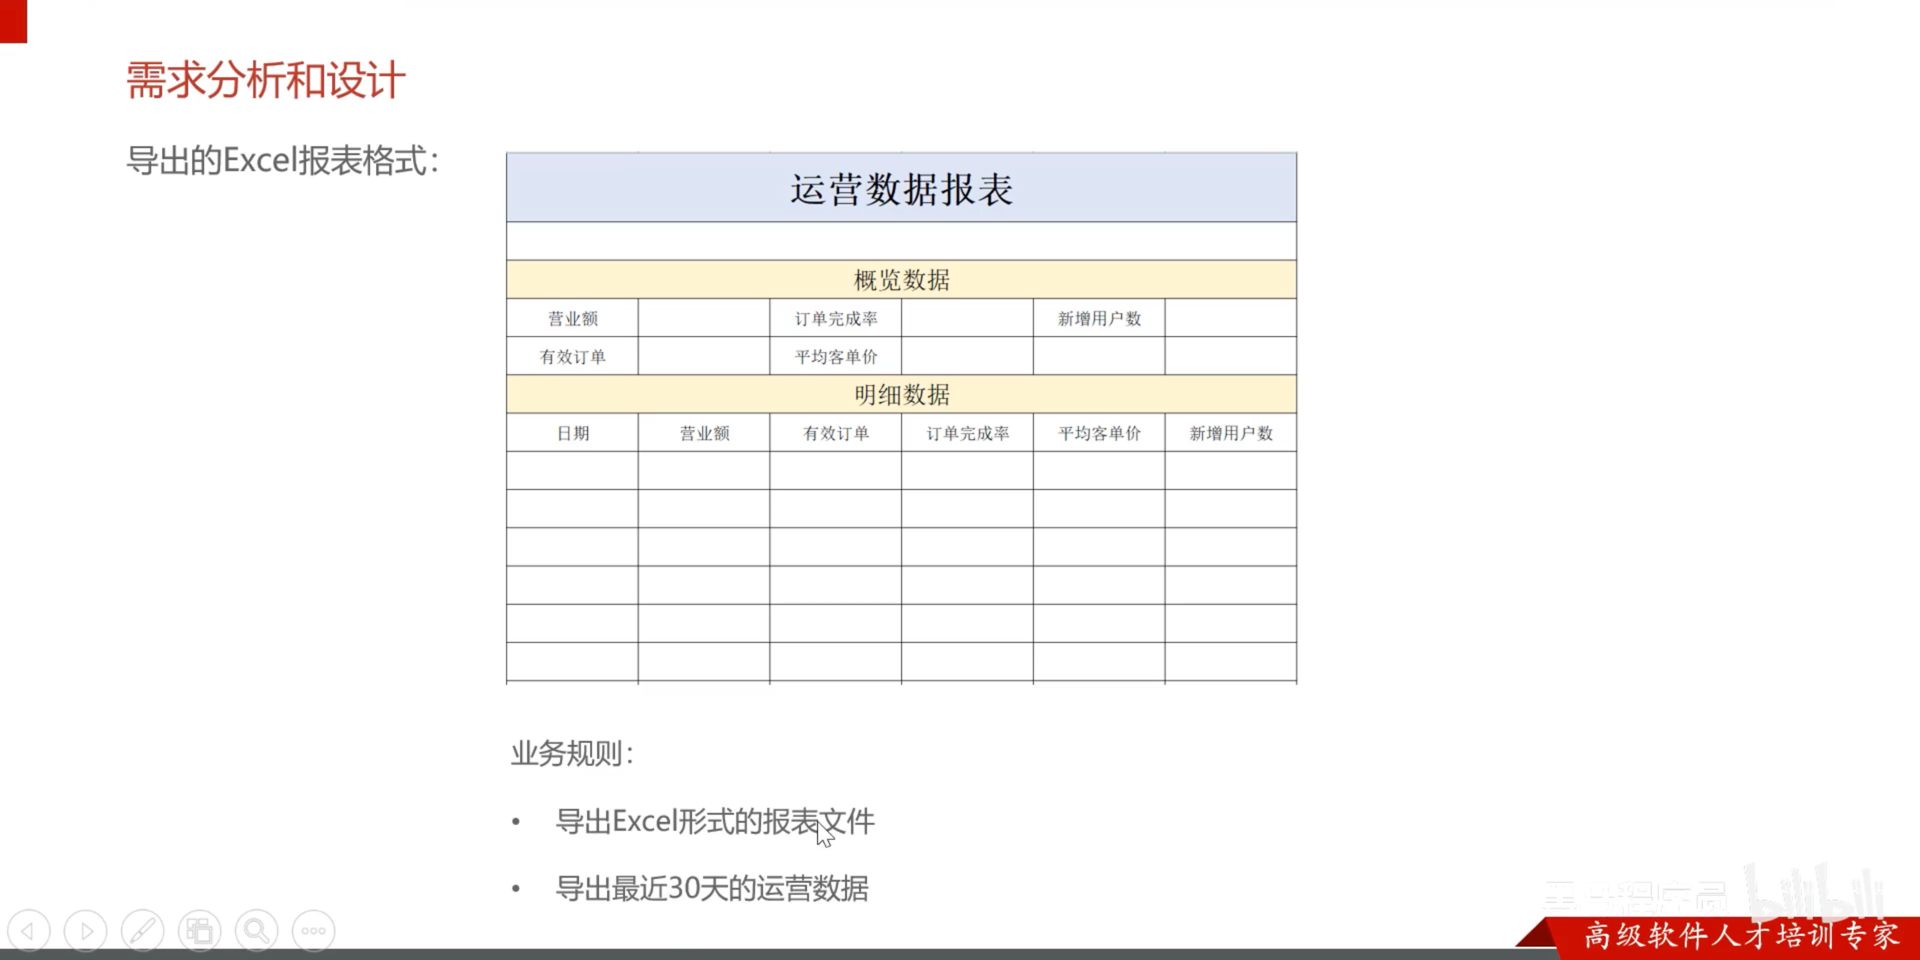 需求分析和设计
导出的Excel报表格式：
运营数据报表
概览数据
营业额 订单完成率 新增用户数
有效订单 平均客单价
明细数据
日期 营业额 有效订单 订单完成率 平均客单价 新增用户数
业务规则：
• 导出Excel形式的报表文件
• 导出最近30天的运营数据
bilibili
高级软件人才培训专家